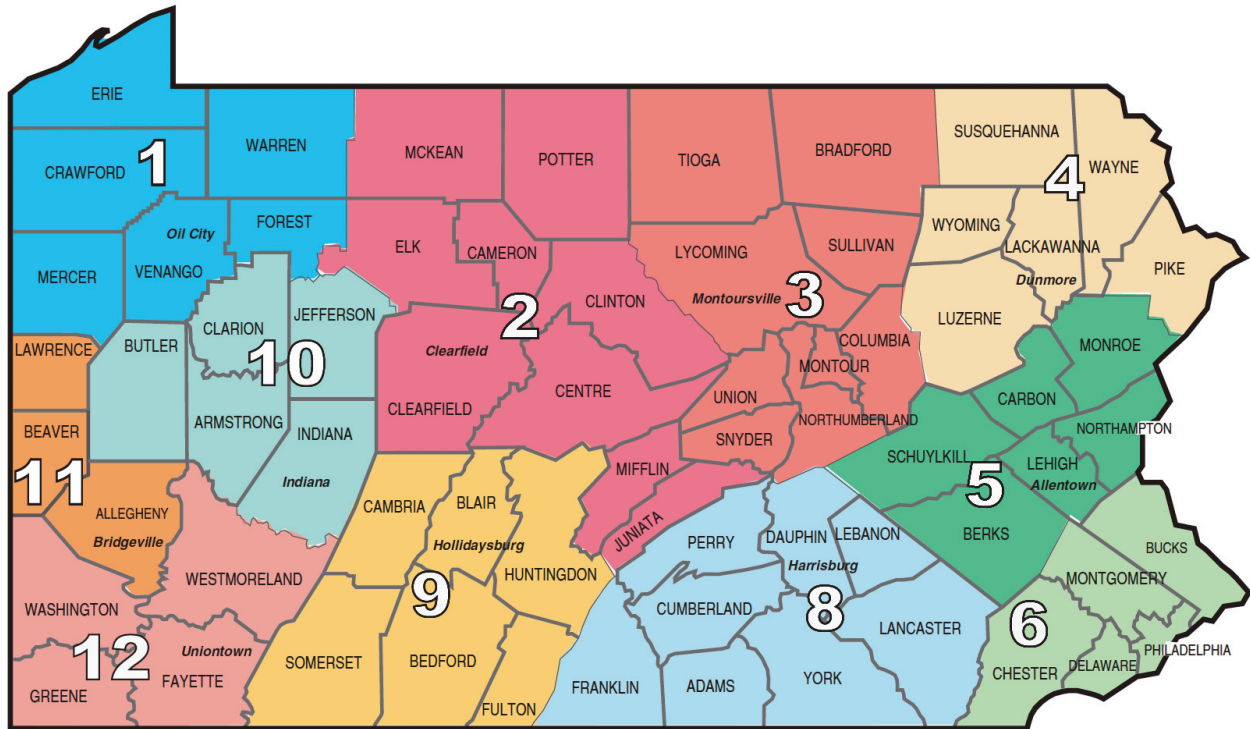 ERIE
WARREN
MCKEAN
POTTER
TIOGA
BRADFORD
SUSQUEHANNA
WAYNE
CRAWFORD
1
4
FOREST
WYOMING
Oil City
MERCER
VENANGO
ELK
CAMERON
LYCOMING
SULLIVAN
LACKAWANNA
Dunmore
PIKE
CLINTON
Montoursville
3
CLARION
JEFFERSON
2
LUZERNE
LAWRENCE
BUTLER
10
Clearfield
COLUMBIA
MONROE
MONTOUR
CENTRE
UNION
CARBON
CLEARFIELD
BEAVER
ARMSTRONG
INDIANA
NORTHUMBERLAND
NORTHAMPTON
SNYDER
11
Indiana
MIFFLIN
SCHUYLKILL
LEHIGH
5
Allentown
CAMBRIA
BLAIR
ALLEGHENY
Bridgeville
JUNIATA
PERRY
DAUPHIN
LEBANON
BERKS
Hollidaysburg
BUCKS
Harrisburg
HUNTINGDON
WESTMORELAND
MONTGOMERY
WASHINGTON
9
CUMBERLAND
8
LANCASTER
6
12
Uniontown
PHILADELPHIA
SOMERSET
BEDFORD
DELAWARE
GREENE
FAYETTE
FRANKLIN
ADAMS
YORK
CHESTER
FULTON